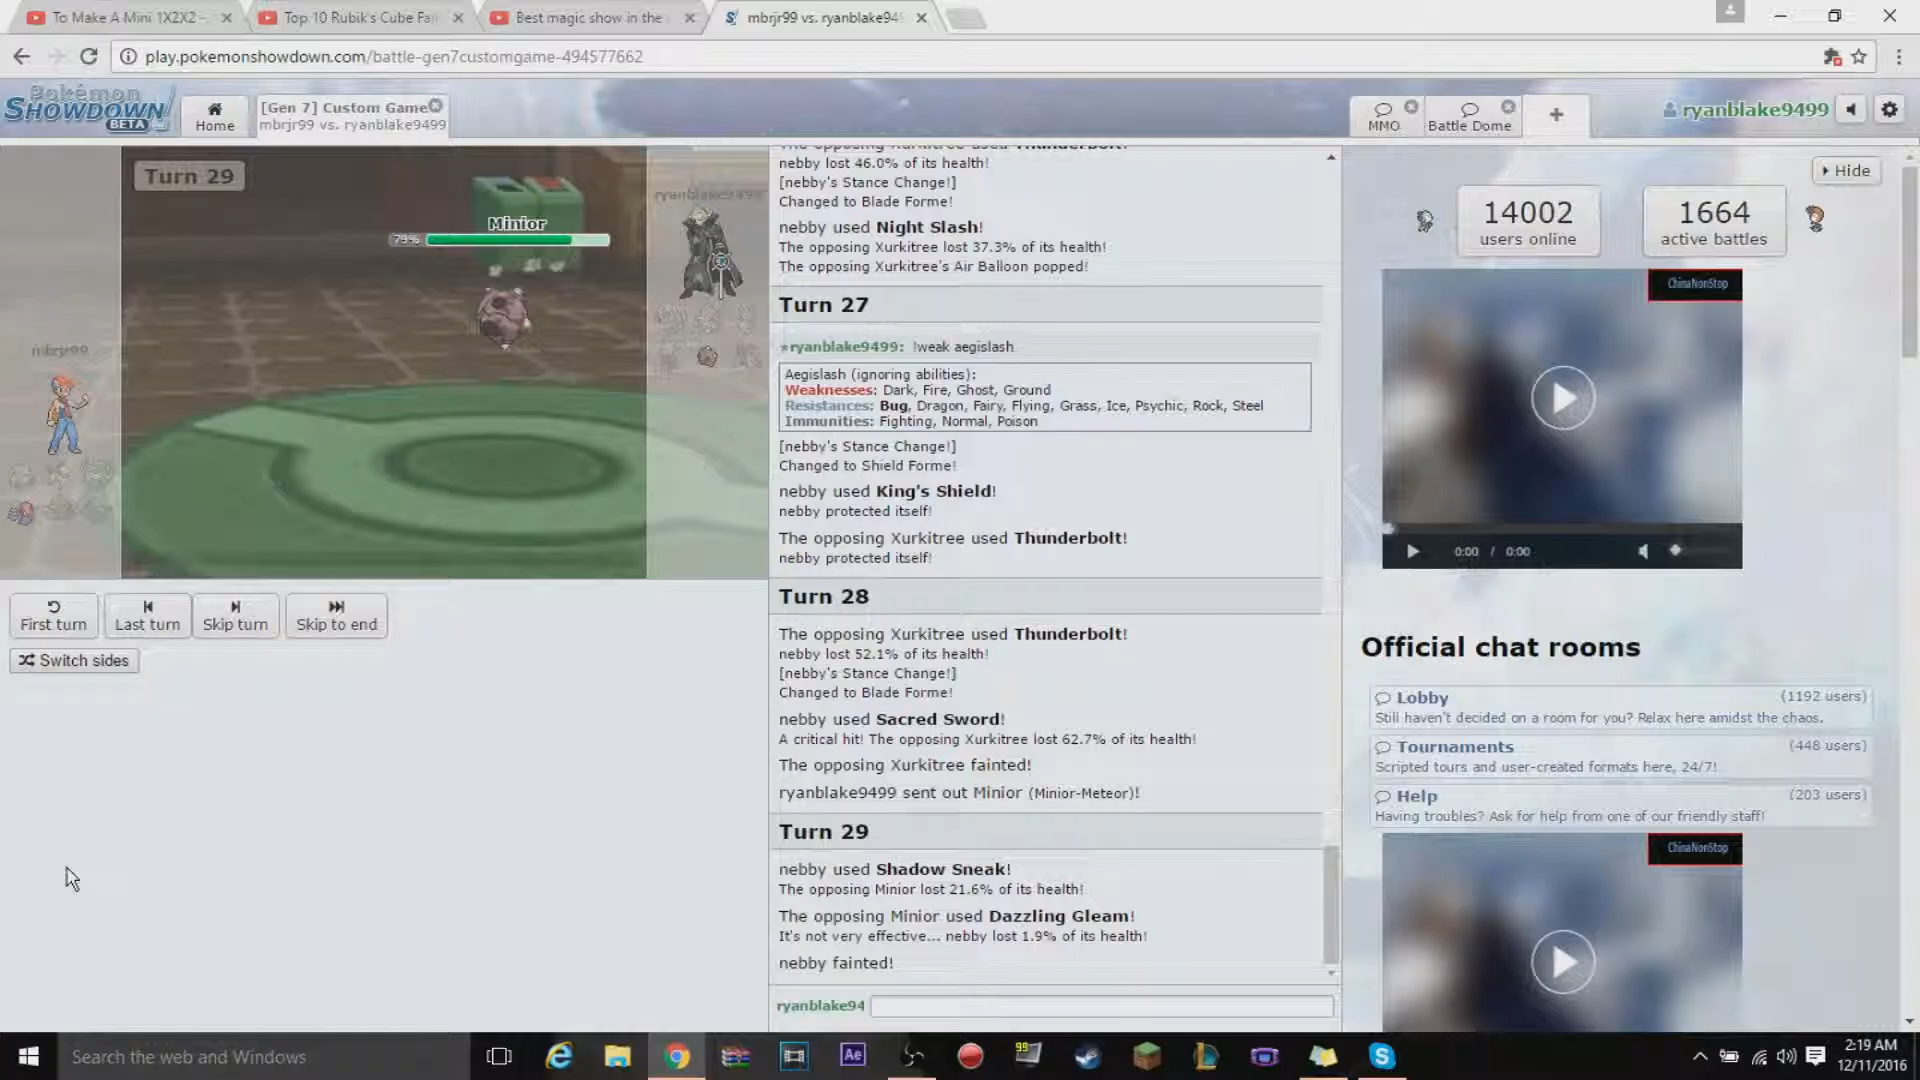 To Make A Mini 1X2X2 -
Top 10 Rubik's Cube Fai
Best magic show in the
mbrjr99 vs. ryanblake949
play.pokemonshowdown.com/battle-gen7customgame-494577662
Pokémon
SHOWDOWN
BETA
Home
[Gen 7] Custom Game
mbrjr99 vs. ryanblake9499
MMO
Battle Dome
ryanblake9499
Turn 29
Minior
79%
ryanblake9499
mbrjr99
First turn
Last turn
Skip turn
Skip to end
Switch sides
The opposing Xurkitree used Thunderbolt!
nebby lost 46.0% of its health!
[nebby's Stance Change!]
Changed to Blade Forme!
nebby used Night Slash!
The opposing Xurkitree lost 37.3% of its health!
The opposing Xurkitree's Air Balloon popped!
Turn 27
★ryanblake9499: !weak aegislash
Aegislash (ignoring abilities):
Weaknesses: Dark, Fire, Ghost, Ground
Resistances: Bug, Dragon, Fairy, Flying, Grass, Ice, Psychic, Rock, Steel
Immunities: Fighting, Normal, Poison
[nebby's Stance Change!]
Changed to Shield Forme!
nebby used King's Shield!
nebby protected itself!
The opposing Xurkitree used Thunderbolt!
nebby protected itself!
Turn 28
The opposing Xurkitree used Thunderbolt!
nebby lost 52.1% of its health!
[nebby's Stance Change!]
Changed to Blade Forme!
nebby used Sacred Sword!
A critical hit! The opposing Xurkitree lost 62.7% of its health!
The opposing Xurkitree fainted!
ryanblake9499 sent out Minior (Minior-Meteor)!
Turn 29
nebby used Shadow Sneak!
The opposing Minior lost 21.6% of its health!
The opposing Minior used Dazzling Gleam!
It's not very effective... nebby lost 1.9% of its health!
nebby fainted!
ryanblake94
Hide
14002
users online
1664
active battles
ChinaNonStop
0:00 / 0:00
Official chat rooms
Lobby (1192 users)
Still haven't decided on a room for you? Relax here amidst the chaos.
Tournaments (448 users)
Scripted tours and user-created formats here, 24/7!
Help (203 users)
Having troubles? Ask for help from one of our friendly staff!
ChinaNonStop
Search the web and Windows
Ae
99
2:19 AM
12/11/2016